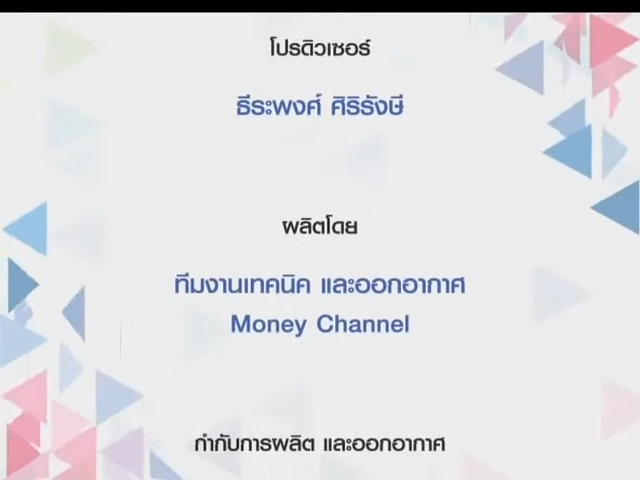 โปรดิวเซอร์
ธีระพงศ์ ศิริรังษี
ผลิตโดย
ทีมงานเทคนิค และออกอากาศ
Money Channel
กำกับการผลิต และออกอากาศ